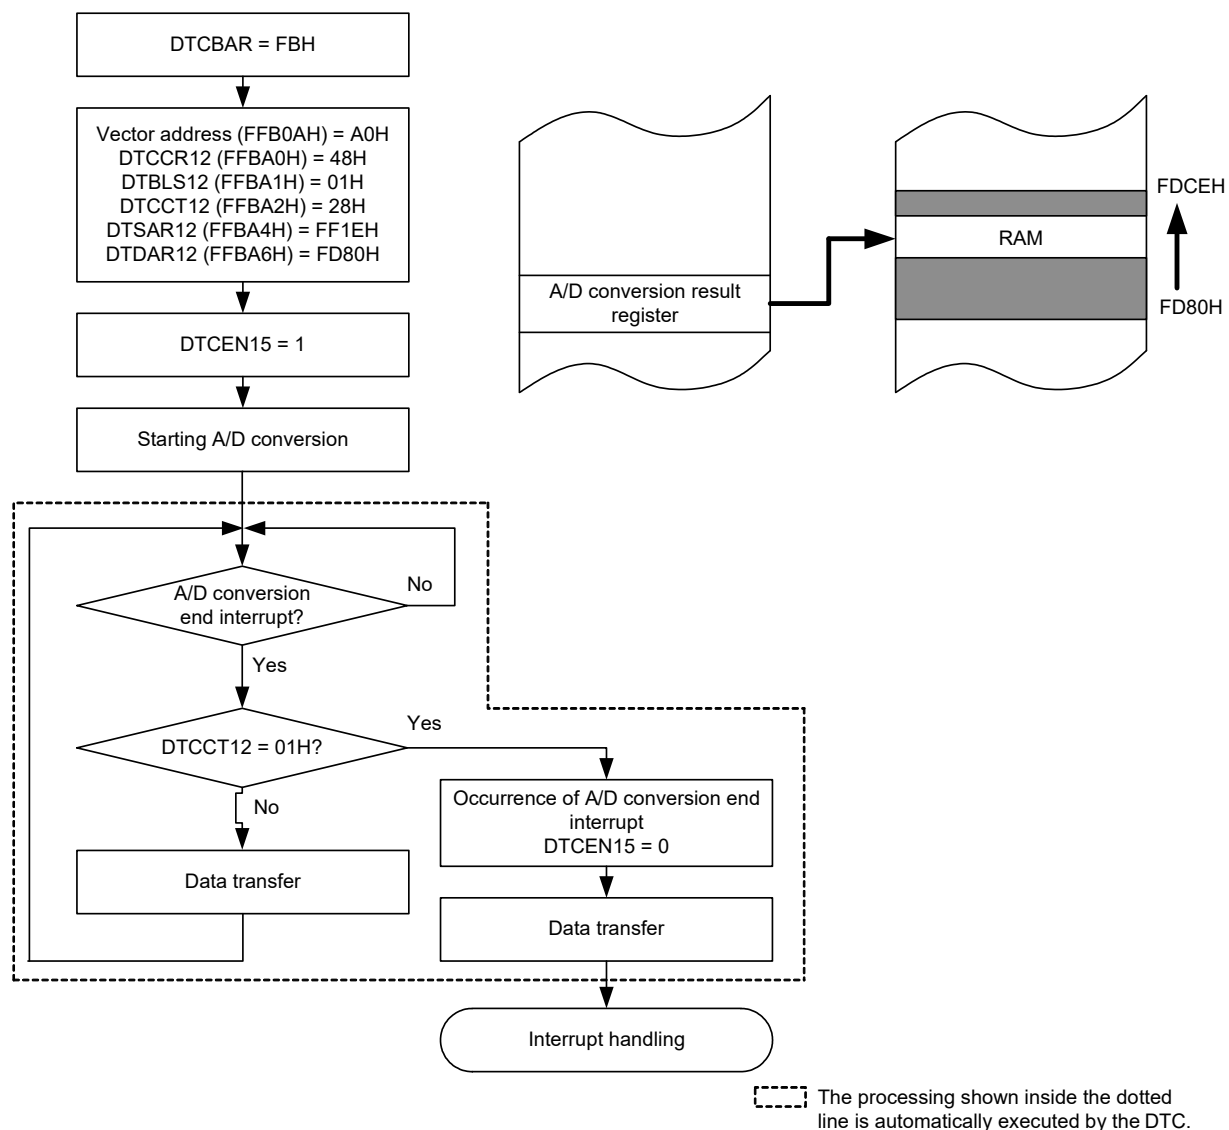 DTCBAR = FBH
Vector address (FFB0AH) = A0H
DTCCR12 (FFBA0H) = 48H
DTBLS12 (FFBA1H) = 01H
DTCCT12 (FFBA2H) = 28H
DTSAR12 (FFBA4H) = FF1EH
DTDAR12 (FFBA6H) = FD80H
DTCEN15 = 1
Starting A/D conversion
A/D conversion
end interrupt?
No
Yes
DTCCT12 = 01H?
Yes
No
Data transfer
Occurrence of A/D conversion end
interrupt
DTCEN15 = 0
Data transfer
Interrupt handling
A/D conversion result
register
RAM
FDCEH
FD80H
The processing shown inside the dotted
line is automatically executed by the DTC.